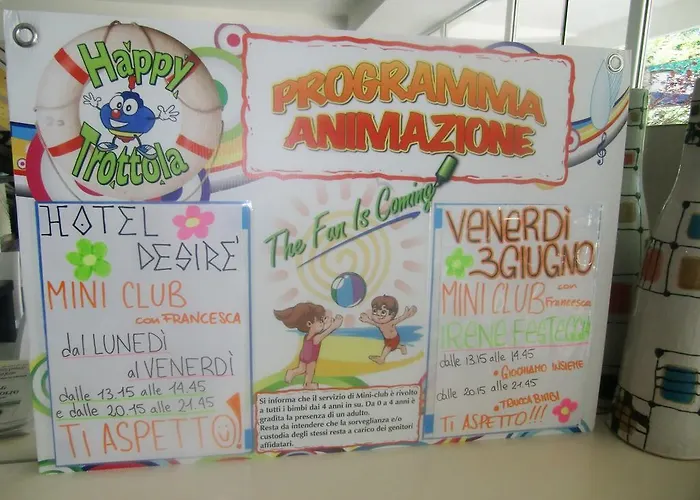 Happy
Trottola
PROGRAMMA
ANIMAZIONE
HOTEL
DESIRE'
MINI CLUB
con FRANCESCA
dal LUNEDÌ
al VENERDÌ
dalle 13.15 alle 14.45
e dalle 20.15 alle 21.45
TI ASPETTO!
The Fan Is Coming
Si informa che il servizio di Mini-club è rivolto
a tutti i bimbi dai 4 anni in su. Da 0 a 4 anni è
gradita la presenza di un adulto.
Resta da intendere che la sorveglianza e/o
custodia degli stessi resta a carico dei genitori
affidatari.
VENERDÌ
3 GIUGNO
MINI CLUB con
Francesca
IRENE FESTEGGIA
dalle 13.15 alle 14.45
• GIOCHIAMO INSIEME
dalle 20.15 alle 21.45
• TRUCCABIMBI
TI ASPETTO!!!